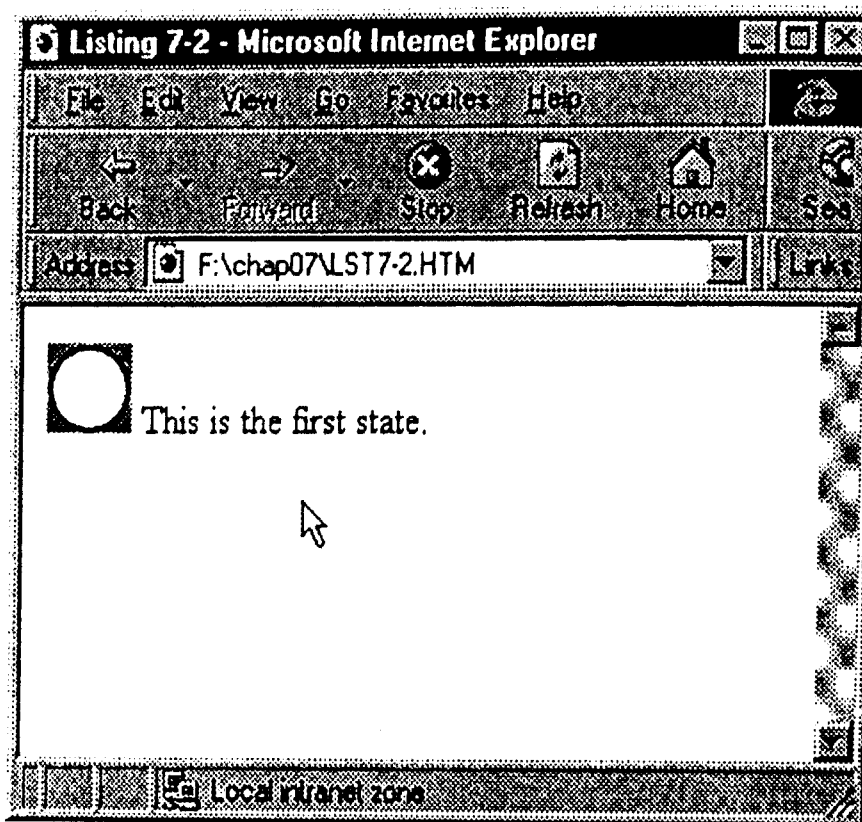 Listing 7-2 - Microsoft Internet Explorer
File Edit View Go Favorites Help
Back Forward Stop Refresh Home Sea
Address F:\chap07\LST7-2.HTM Links
This is the first state.
Local intranet zone